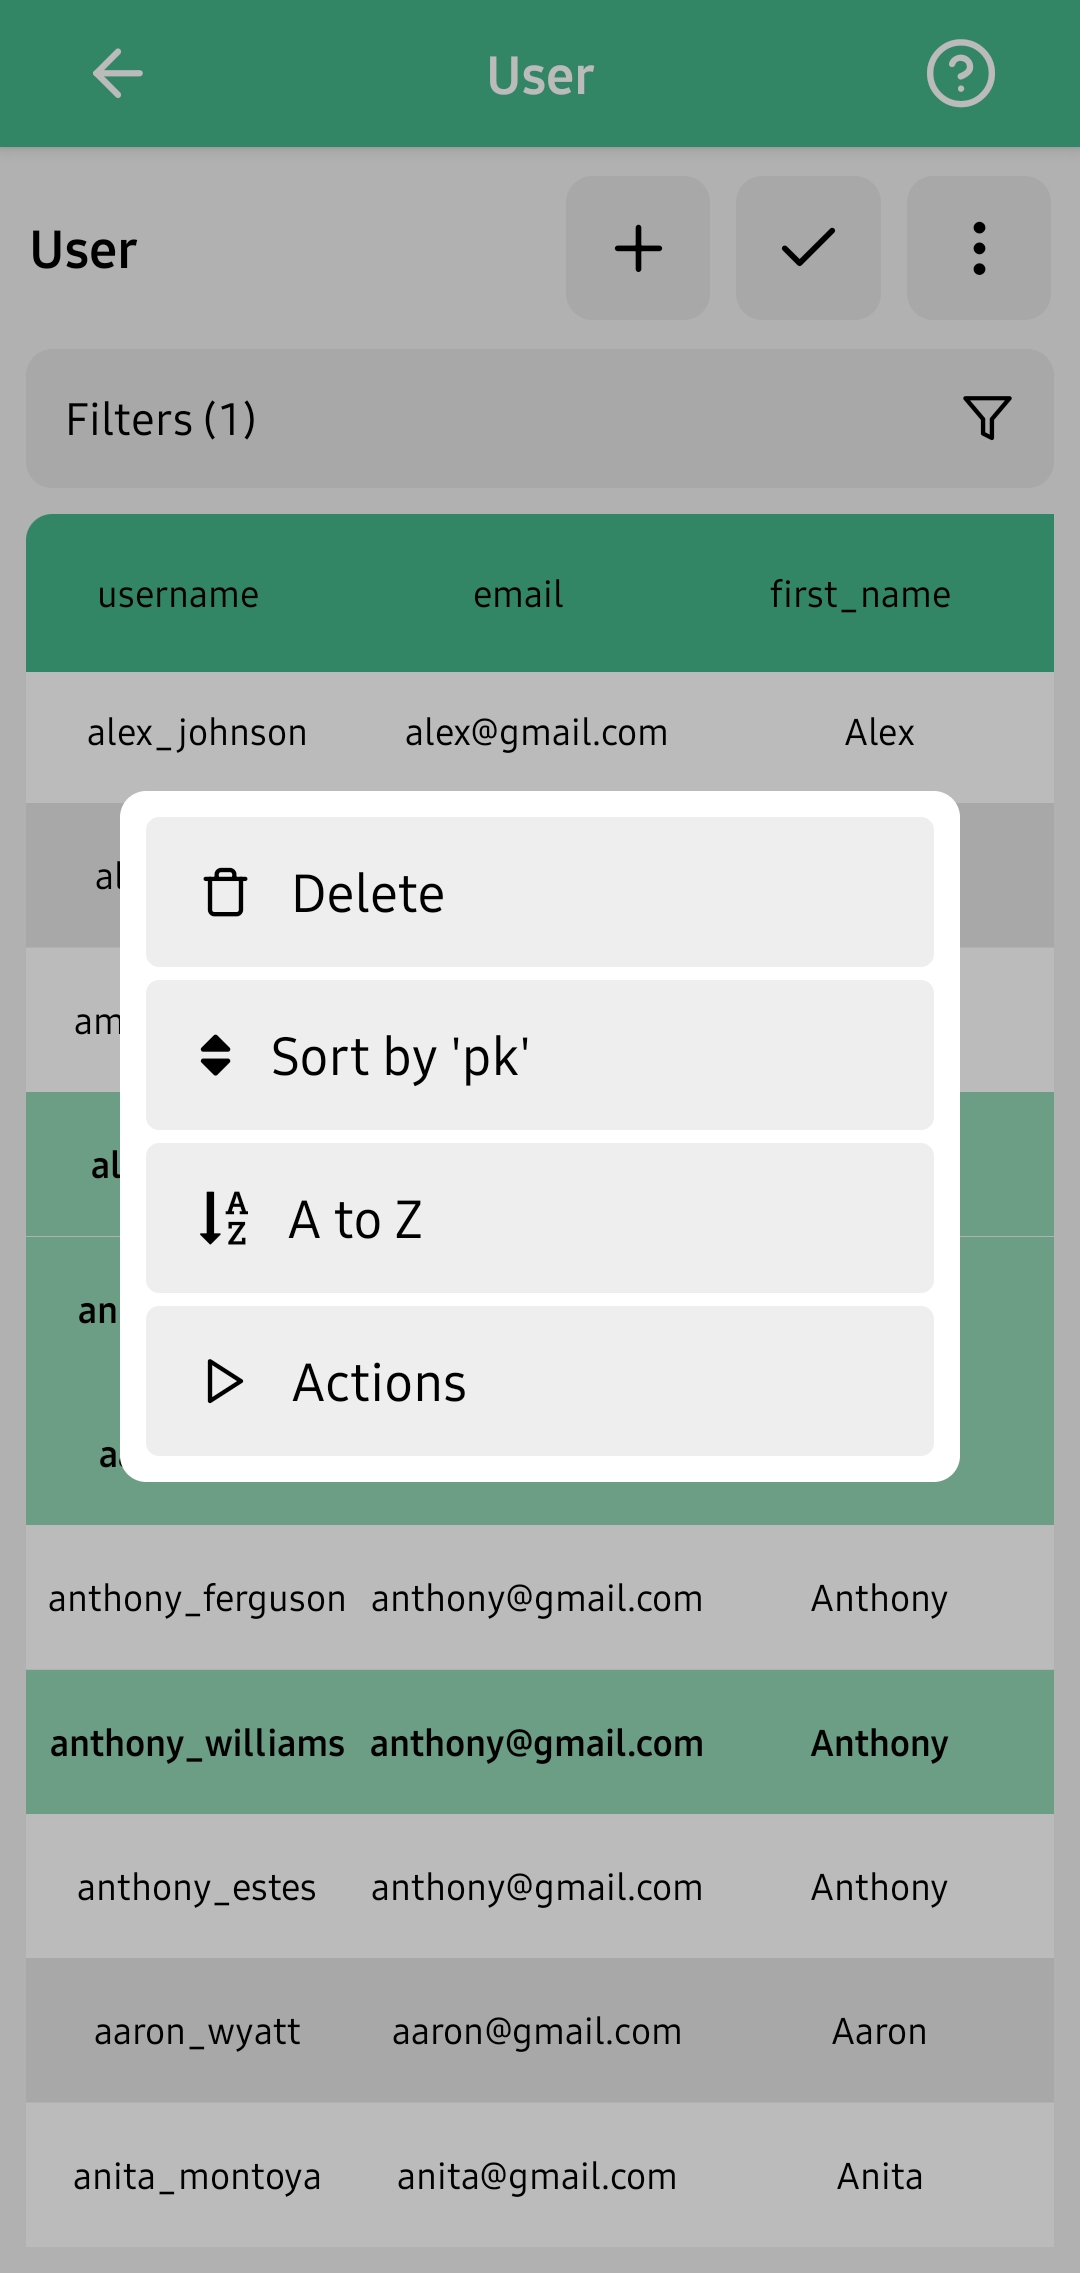 User
User
Filters (1)
username email first_name
alex_johnson alex@gmail.com Alex
Delete
Sort by 'pk'
A to Z
Actions
anthony_ferguson anthony@gmail.com Anthony
anthony_williams anthony@gmail.com Anthony
anthony_estes anthony@gmail.com Anthony
aaron_wyatt aaron@gmail.com Aaron
anita_montoya anita@gmail.com Anita